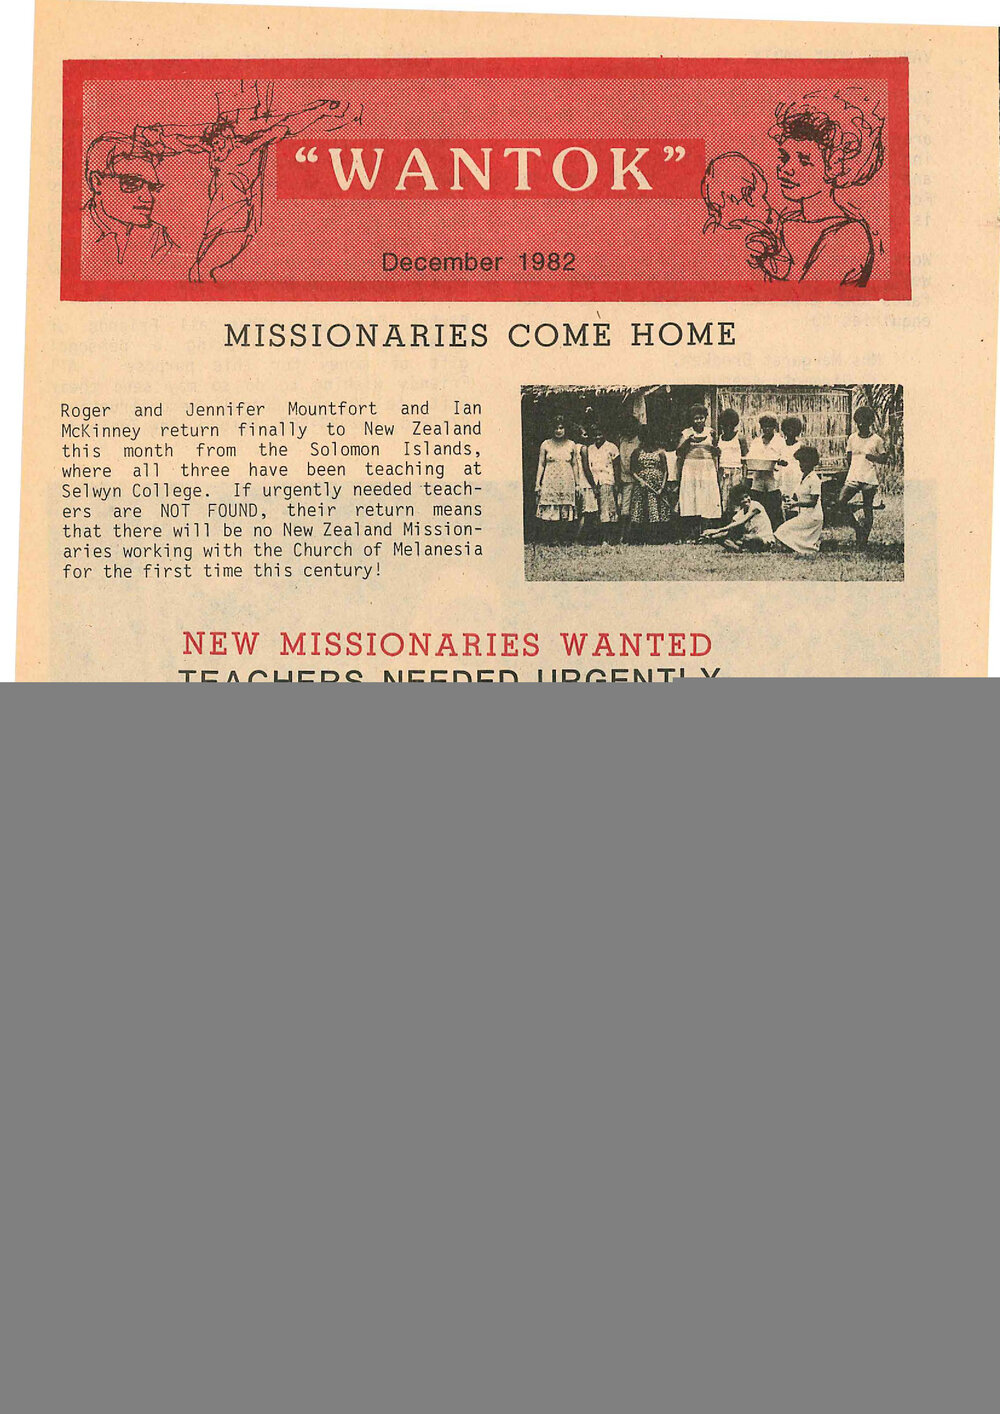 “WANTOK”
December 1982
MISSIONARIES COME HOME
Roger and Jennifer Mountfort and Ian
McKinney return finally to New Zealand
this month from the Solomon Islands,
where all three have been teaching at
Selwyn College. If urgently needed teach-
ers are NOT FOUND, their return means
that there will be no New Zealand Mission-
aries working with the Church of Melanesia
for the first time this century!
NEW MISSIONARIES WANTED
TEACHERS NEEDED URGENTLY